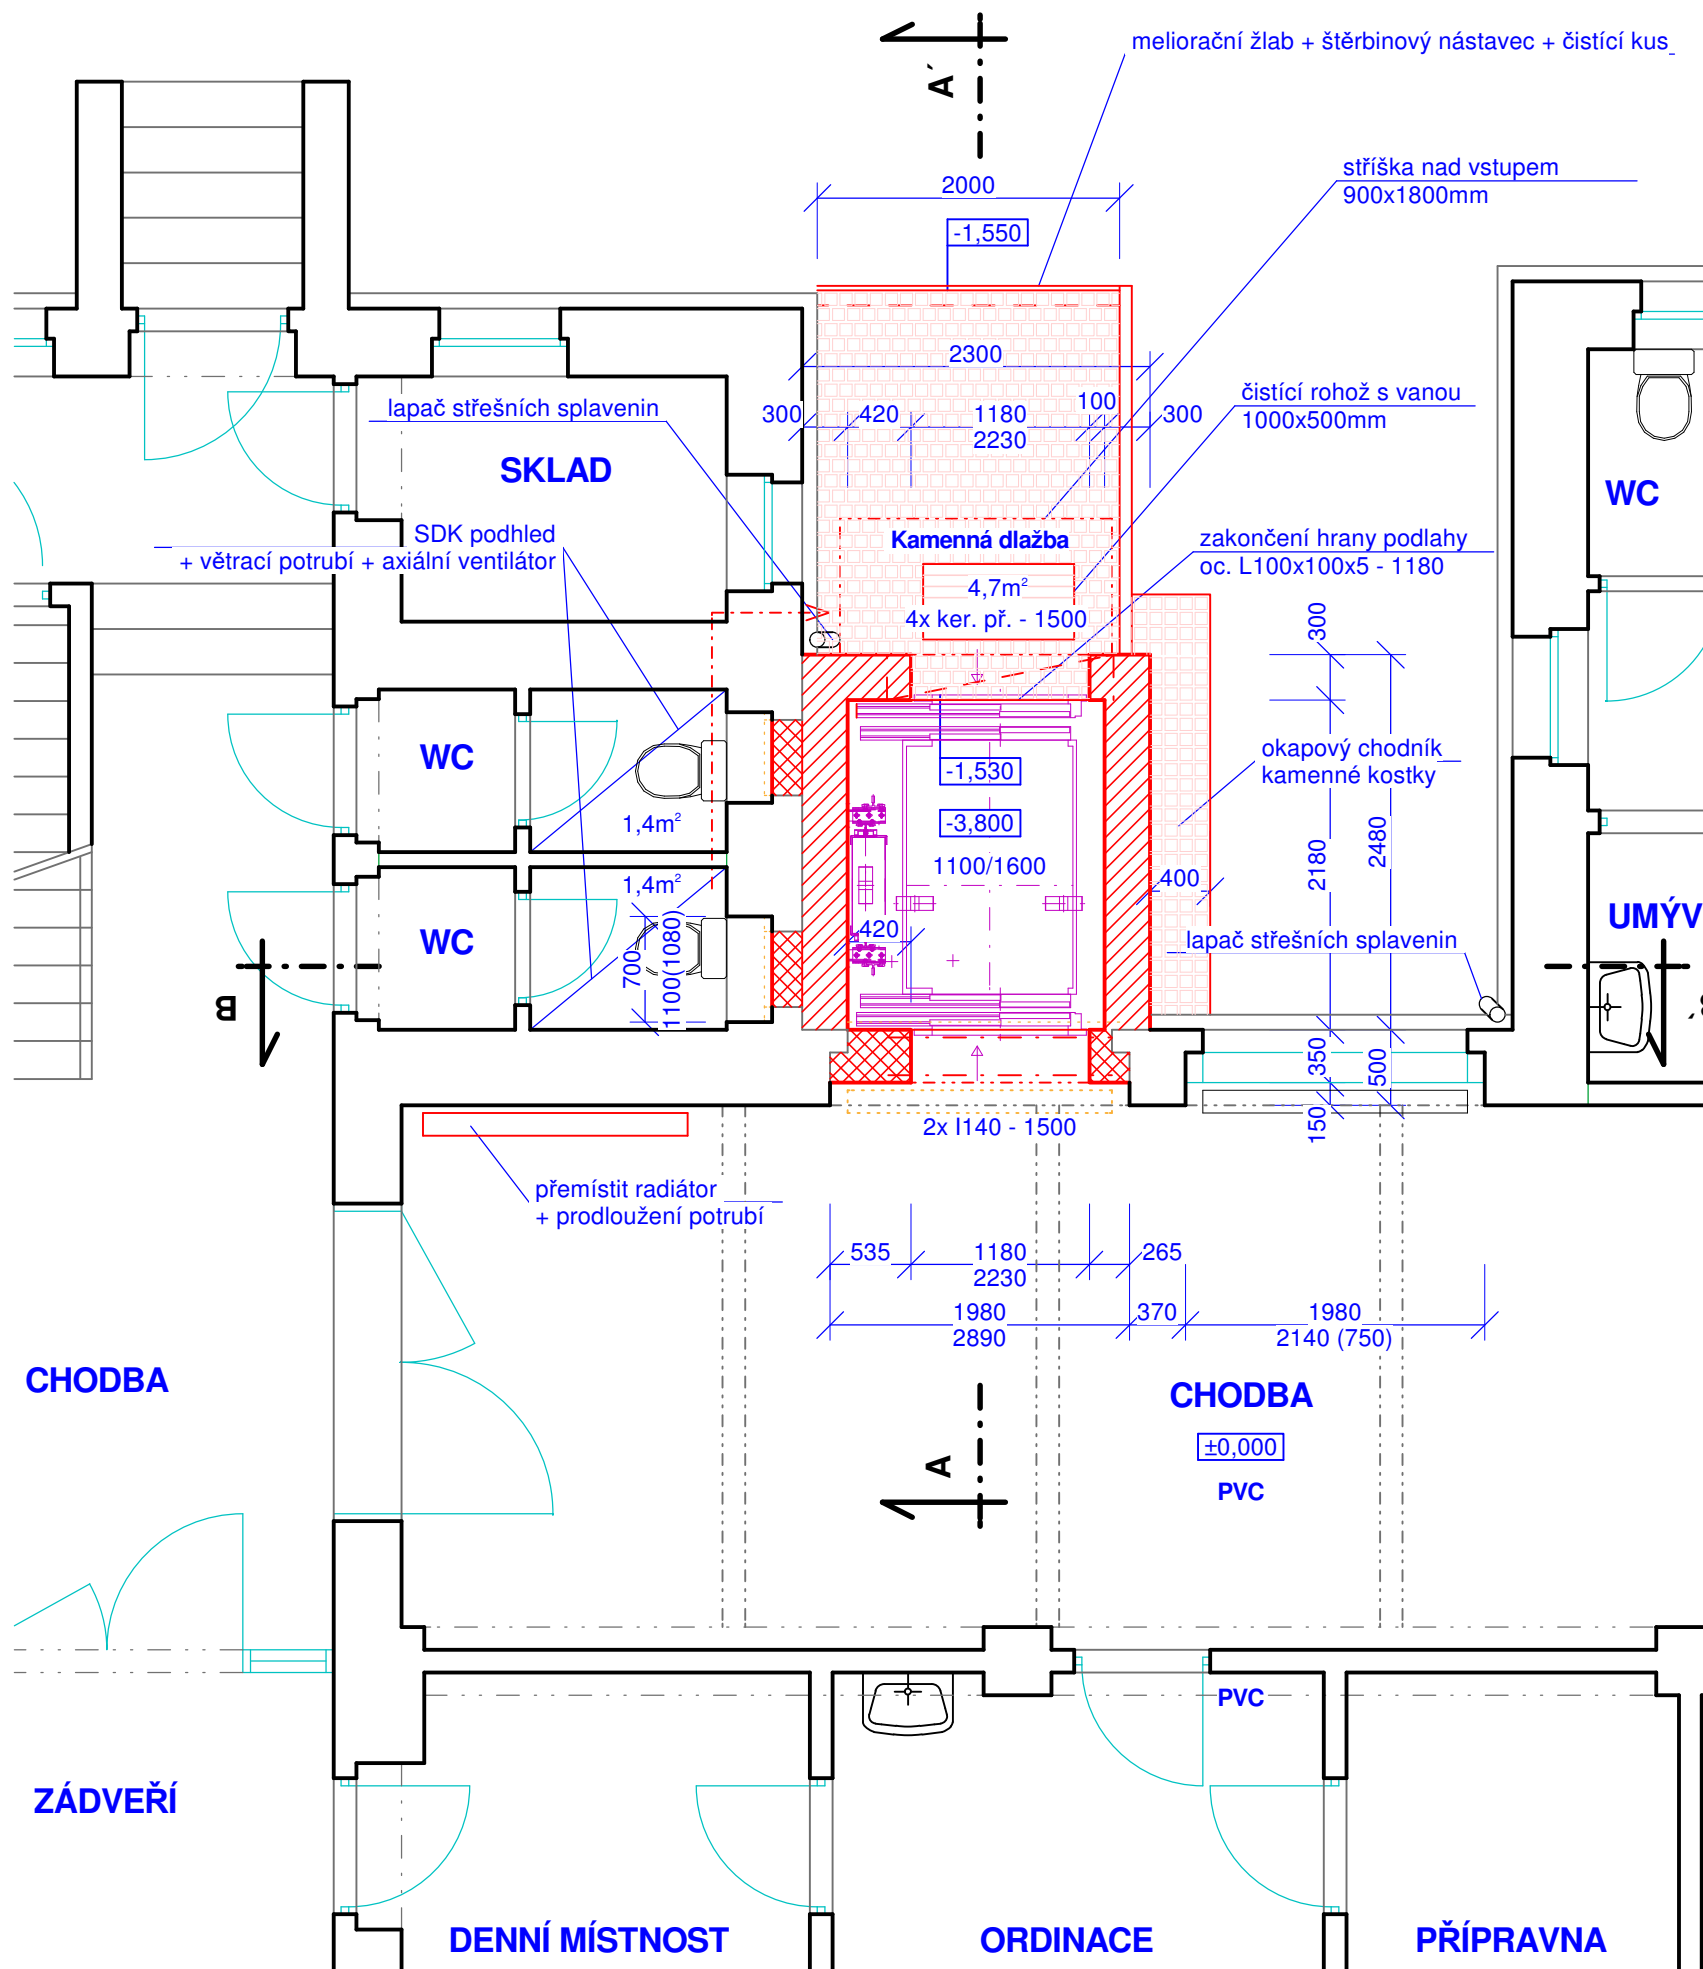 meliorační žlab + štěrbinový nástavec + čistící kus
A´
stříška nad vstupem
900x1800mm
2000
-1,550
2300
čistící rohož s vanou
1000x500mm
lapač střešních splavenin
300
420
1180
2230
100
300
SKLAD
WC
SDK podhled
+ větrací potrubí + axiální ventilátor
Kamenná dlažba
zakončení hrany podlahy
oc. L100x100x5 - 1180
4,7m²
4x ker. př. - 1500
300
WC
okapový chodník
kamenné kostky
-1,530
1,4m²
-3,800
1100/1600
2180
2480
1,4m²
400
WC
420
UMÝV
lapač střešních splavenin
700
1100(1080)
B
350
500
150
2x I140 - 1500
přemístit radiátor
+ prodloužení potrubí
535
1180
2230
265
1980
2890
370
1980
2140 (750)
CHODBA
CHODBA
±0,000
A
PVC
PVC
ZÁDVEŘÍ
DENNÍ MÍSTNOST
ORDINACE
PŘÍPRAVNA